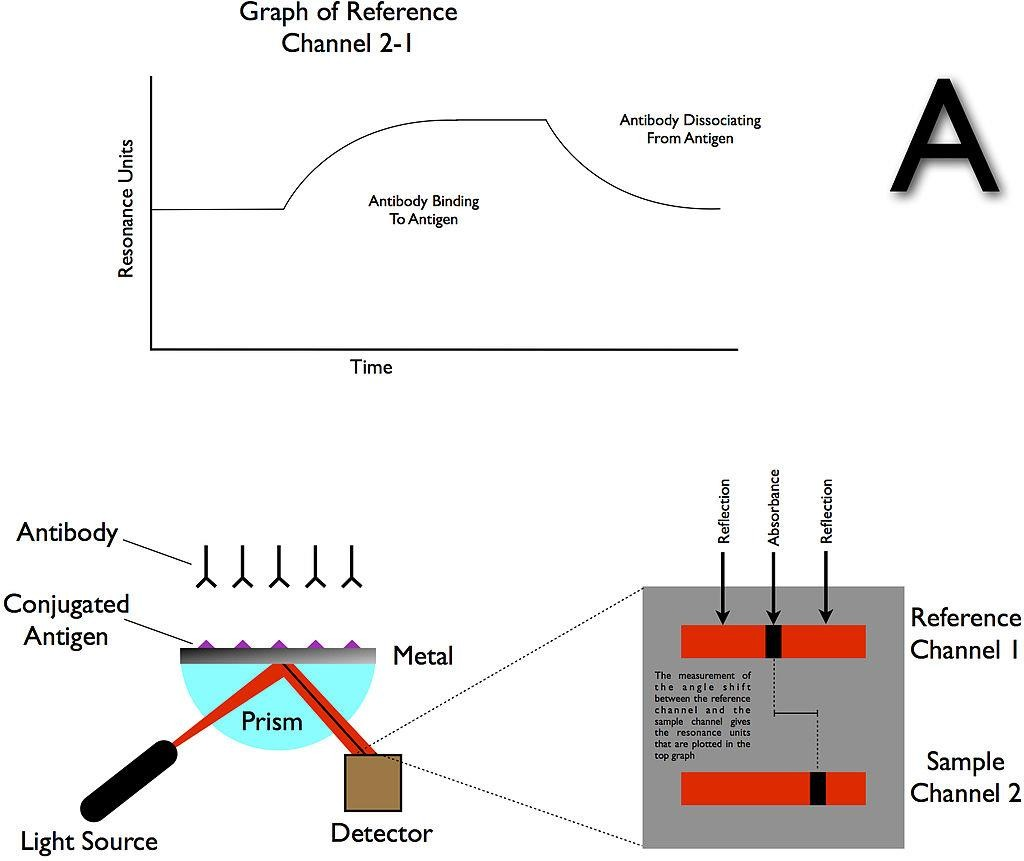 Graph of Reference
Channel 2-1
A
Resonance Units
Antibody Dissociating
From Antigen
Antibody Binding
To Antigen
Time
Antibody
Conjugated
Antigen
Metal
Prism
Light Source
Detector
Reflection
Absorbance
Reflection
Reference
Channel 1
The measurement of
the angle shift
between the reference
channel and the
sample channel gives
the resonance units
that are plotted in the
top graph
Sample
Channel 2